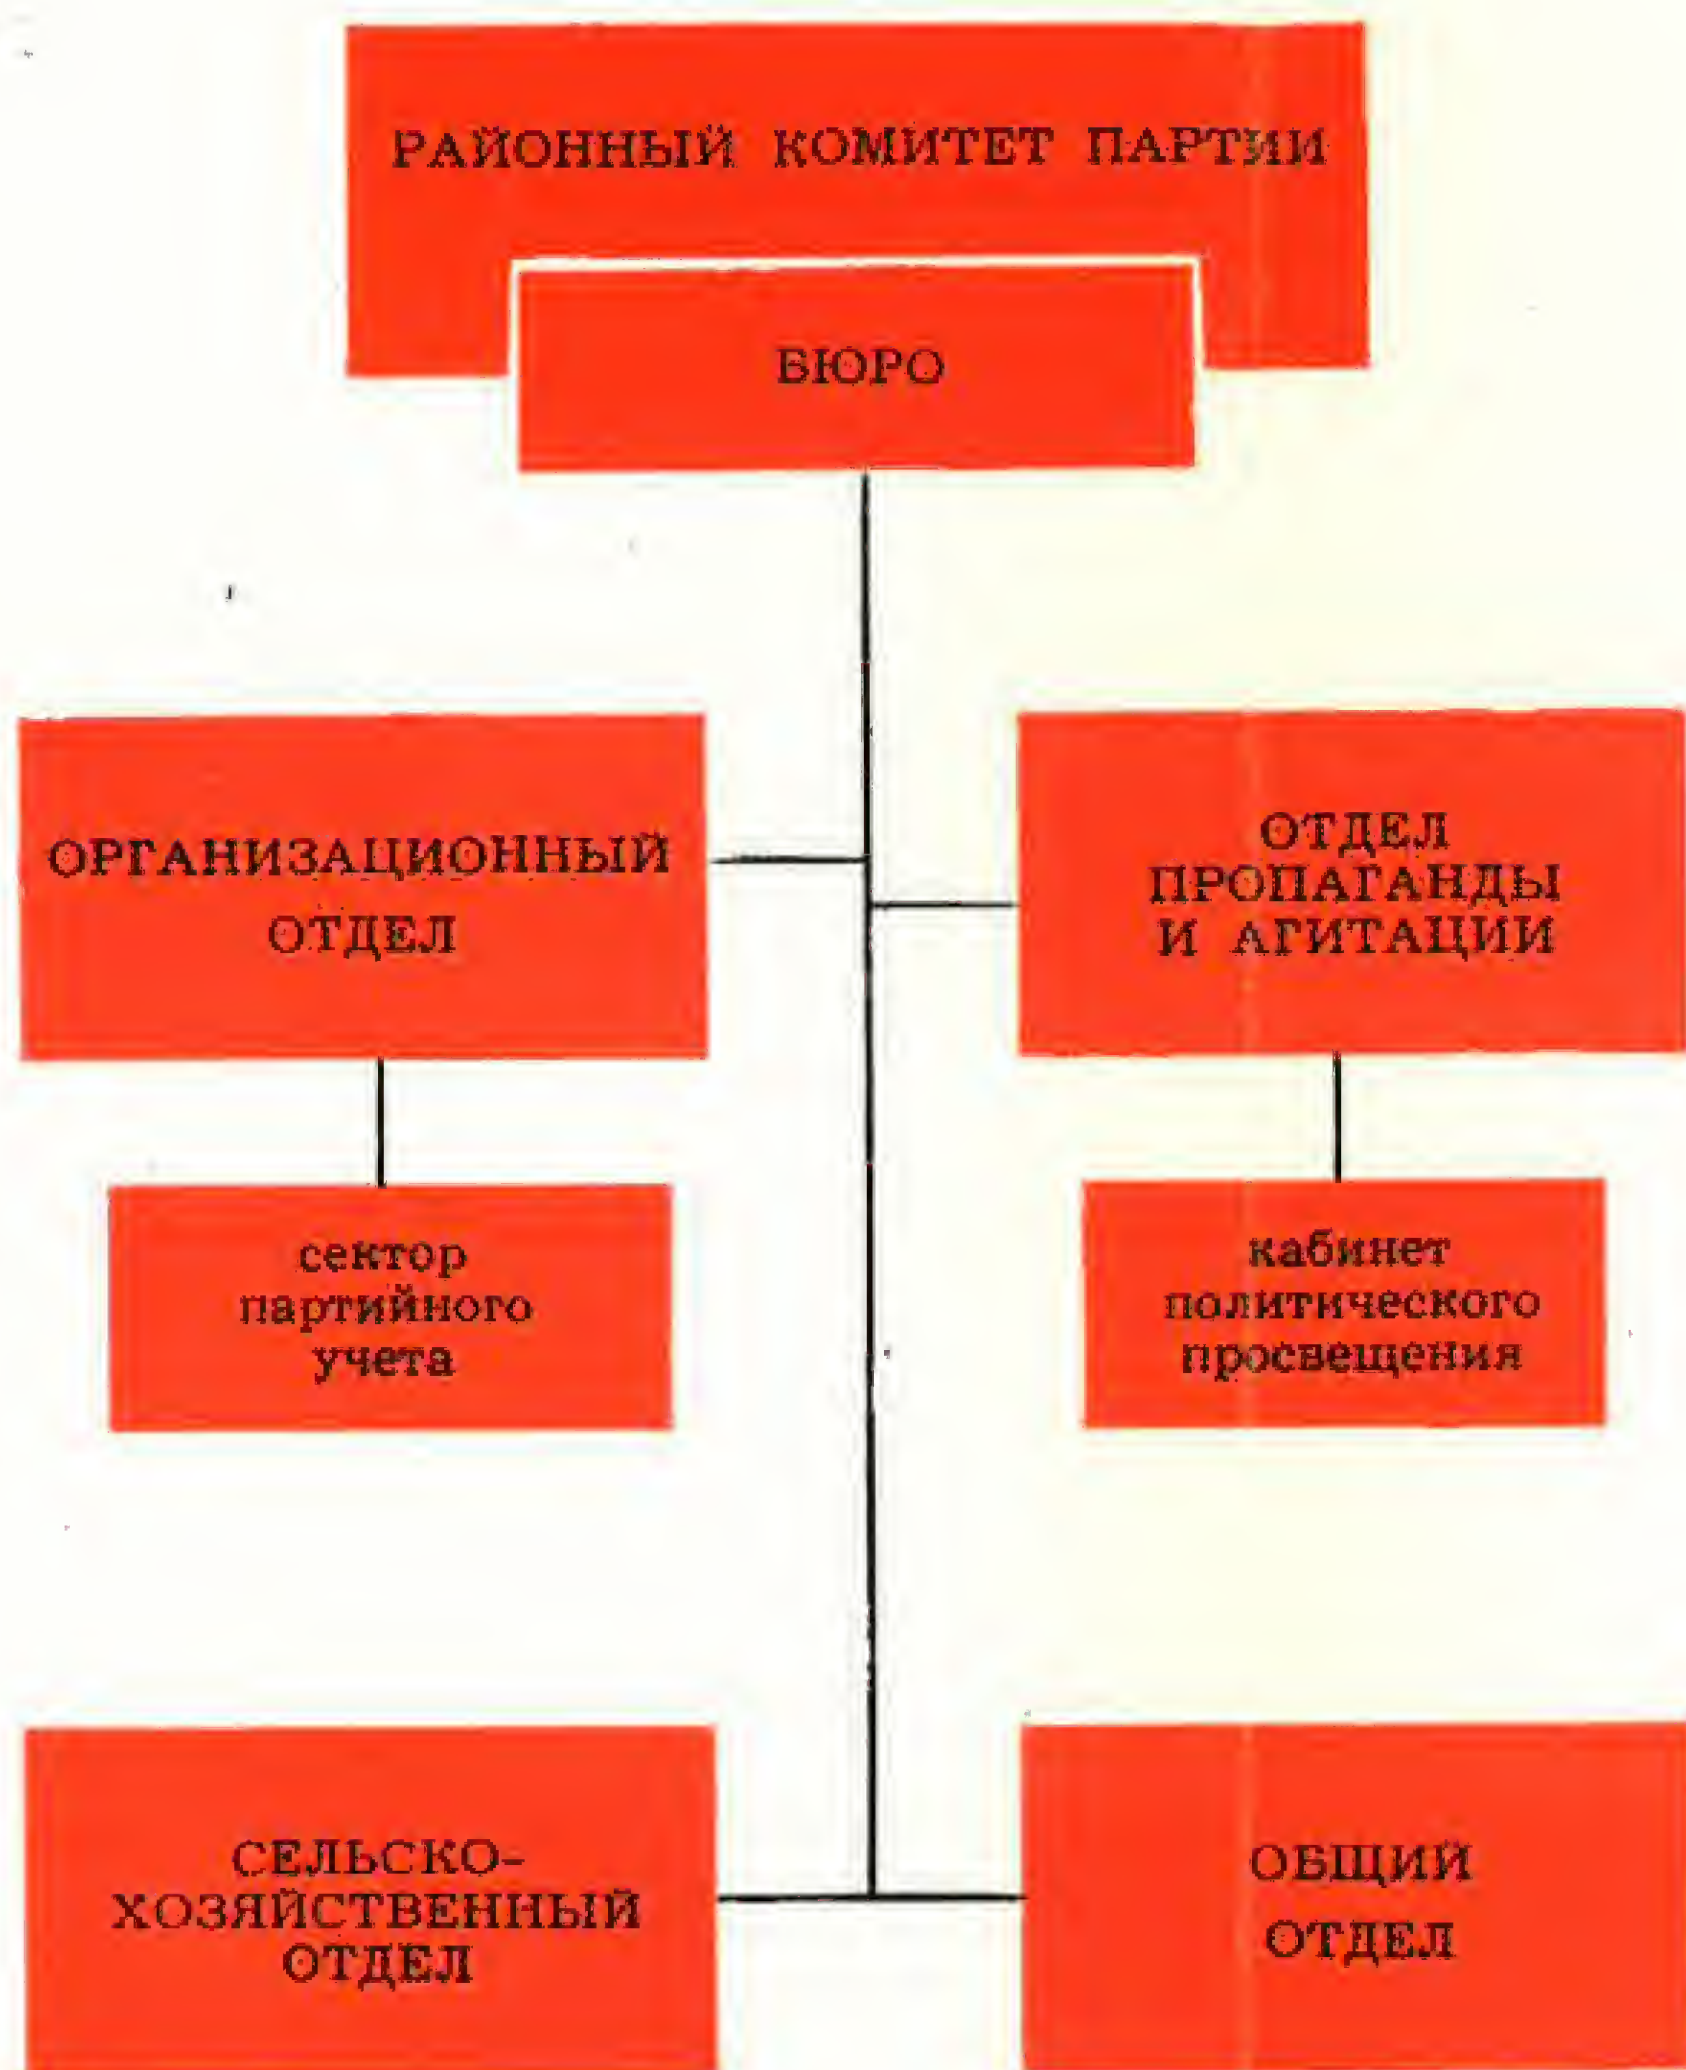 РАЙОННЫЙ КОМИТЕТ ПАРТИИ
БЮРО
ОРГАНИЗАЦИОННЫЙ
ОТДЕЛ
ОТДЕЛ
ПРОПАГАНДЫ
И АГИТАЦИИ
сектор
партийного
учета
кабинет
политического
просвещения
СЕЛЬСКО-
ХОЗЯЙСТВЕННЫЙ
ОТДЕЛ
ОБЩИЙ
ОТДЕЛ